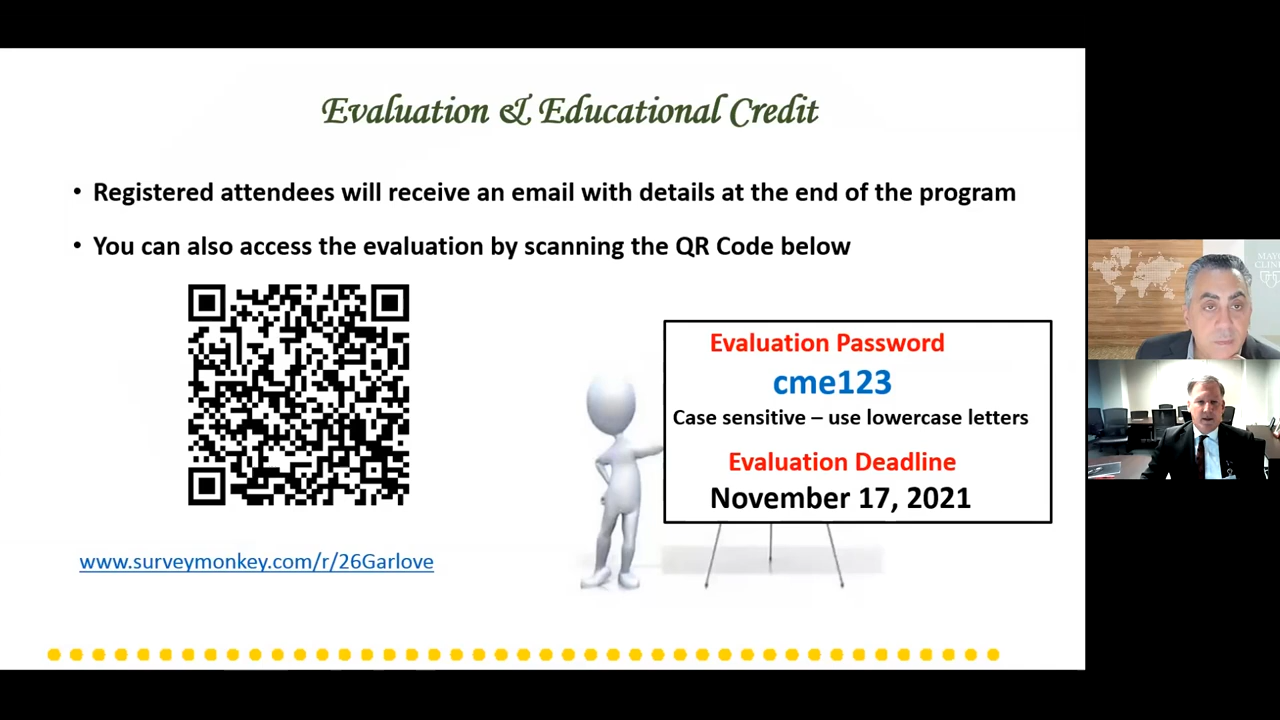 Evaluation & Educational Credit
• Registered attendees will receive an email with details at the end of the program
• You can also access the evaluation by scanning the QR Code below
Evaluation Password
cme123
Case sensitive – use lowercase letters
Evaluation Deadline
November 17, 2021
www.surveymonkey.com/r/26Garlove